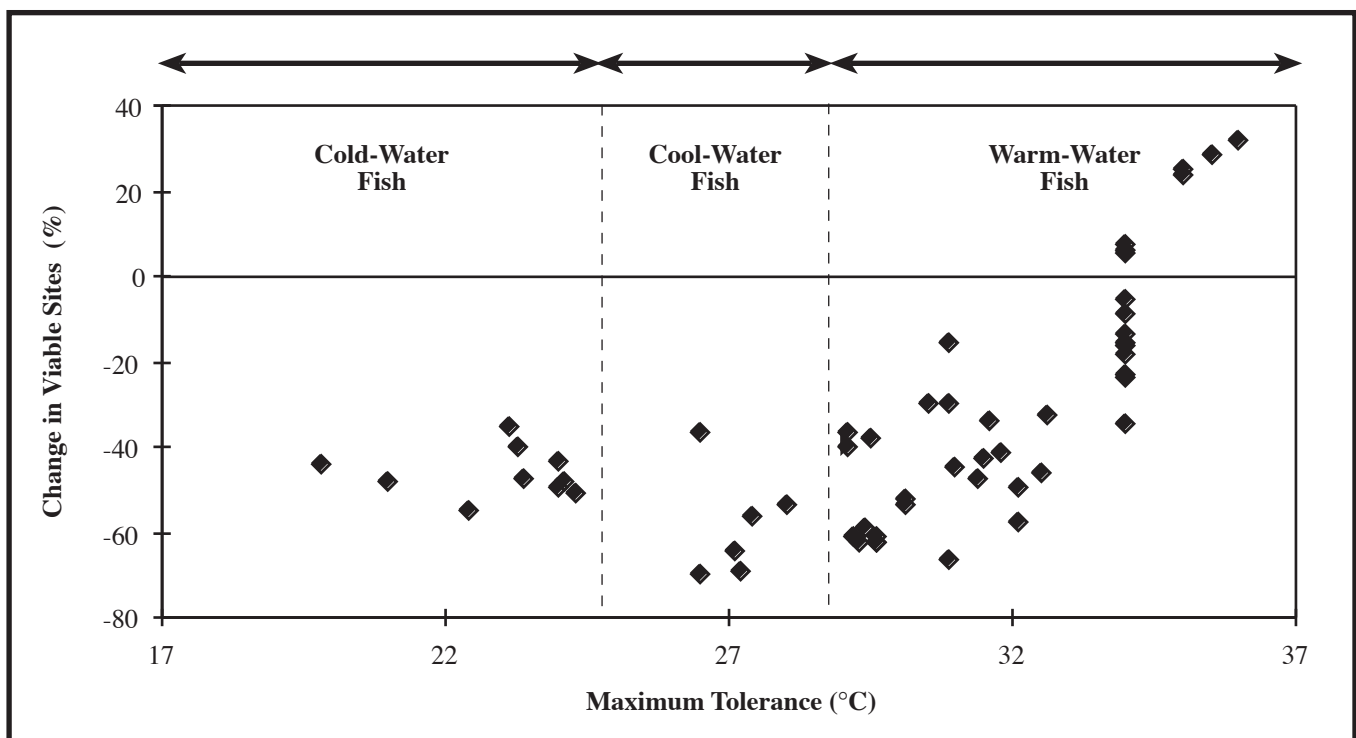 40
Cold-Water
Fish
Cool-Water
Fish
Warm-Water
Fish
20
0
-20
-40
-60
-80
Change in Viable Sites (%)
17
22
27
32
37
Maximum Tolerance (°C)